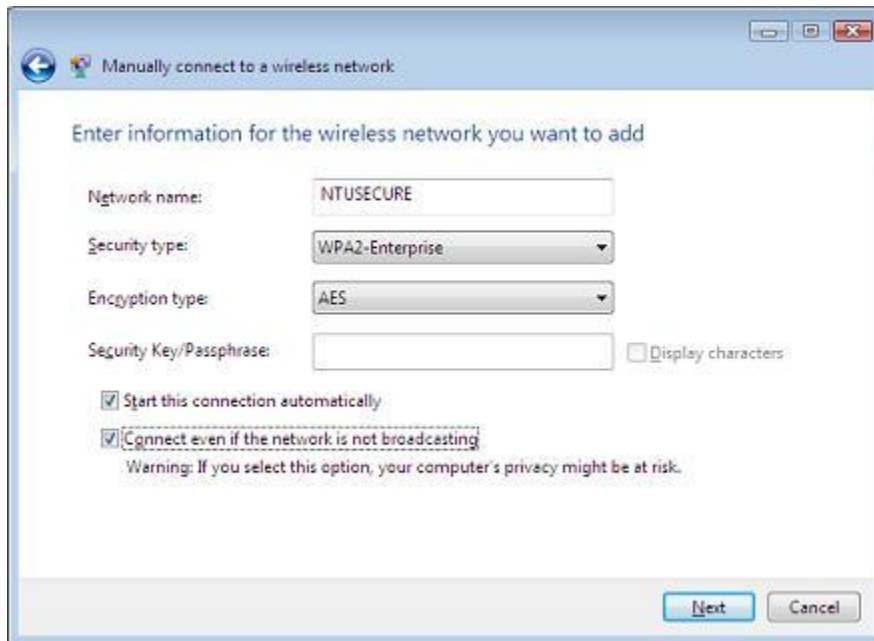 Manually connect to a wireless network
Enter information for the wireless network you want to add
Network name: NTUSECURE
Security type: WPA2-Enterprise
Encryption type: AES
Security Key/Passphrase: Display characters
Start this connection automatically
Connect even if the network is not broadcasting
Warning: If you select this option, your computer's privacy might be at risk.
Next Cancel